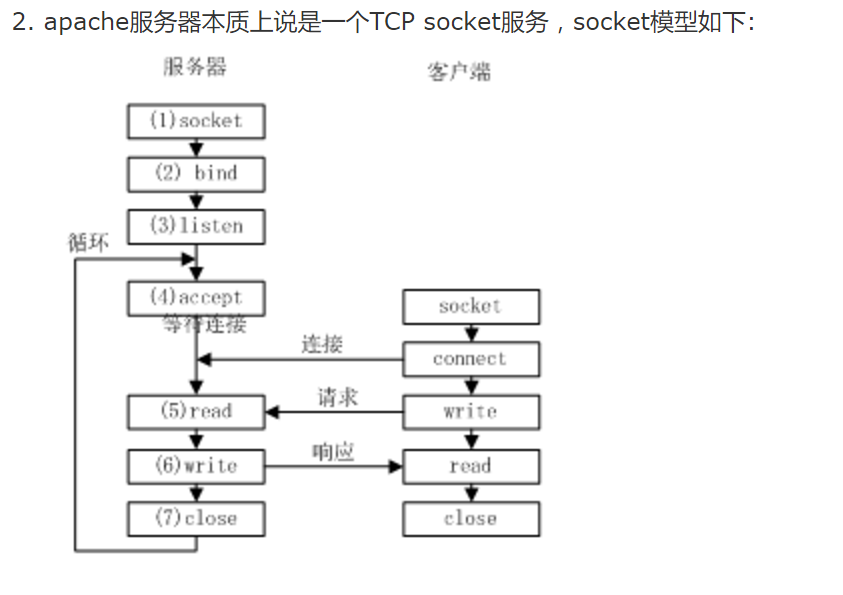 2. apache服务器本质上说是一个TCP socket服务，socket模型如下:
服务器
客户端
(1)socket
(2) bind
(3)listen
循环
(4)accept
等待连接
socket
连接
connect
请求
(5)read
write
响应
(6)write
read
(7)close
close